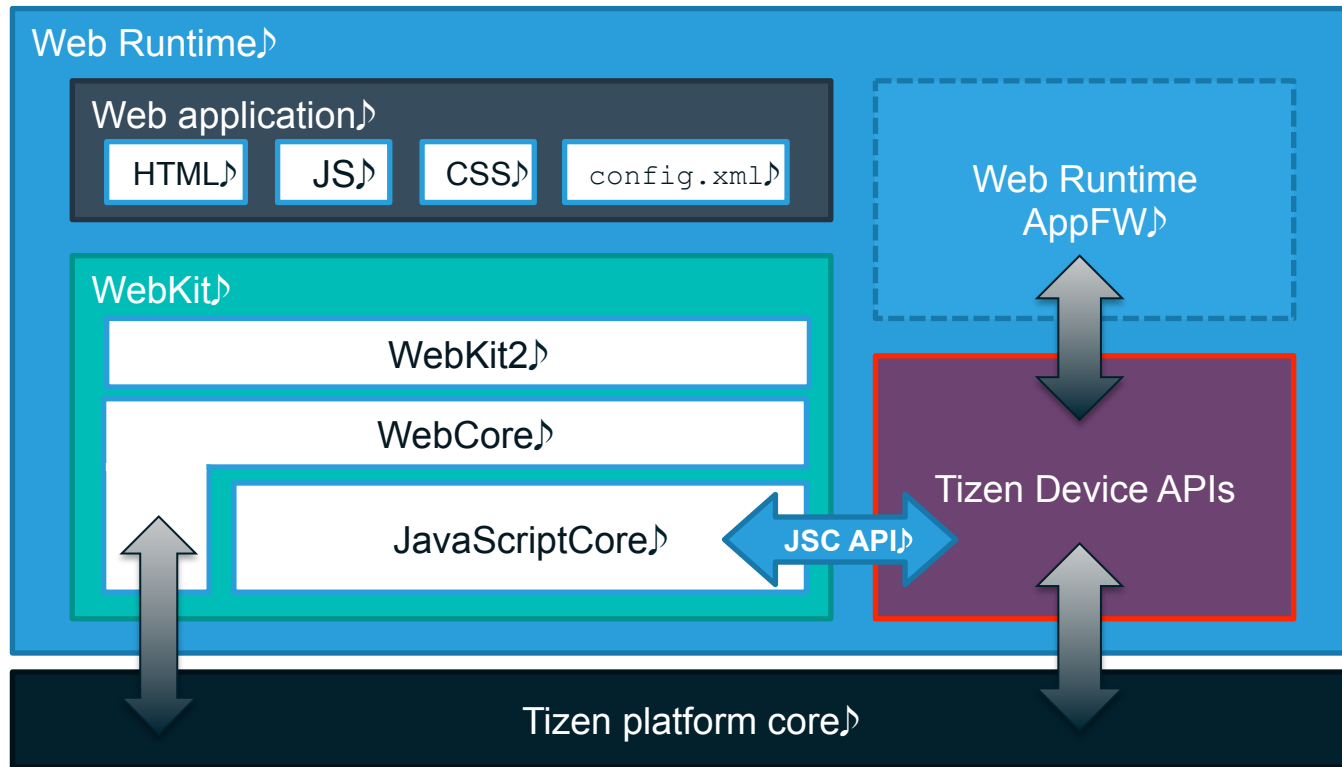 Web Runtime♪
Web application♪
HTML♪
JS♪
CSS♪
config.xml♪
Web Runtime
AppFW♪
WebKit♪
WebKit2♪
WebCore♪
JavaScriptCore♪
JSC API♪
Tizen Device APIs
Tizen platform core♪